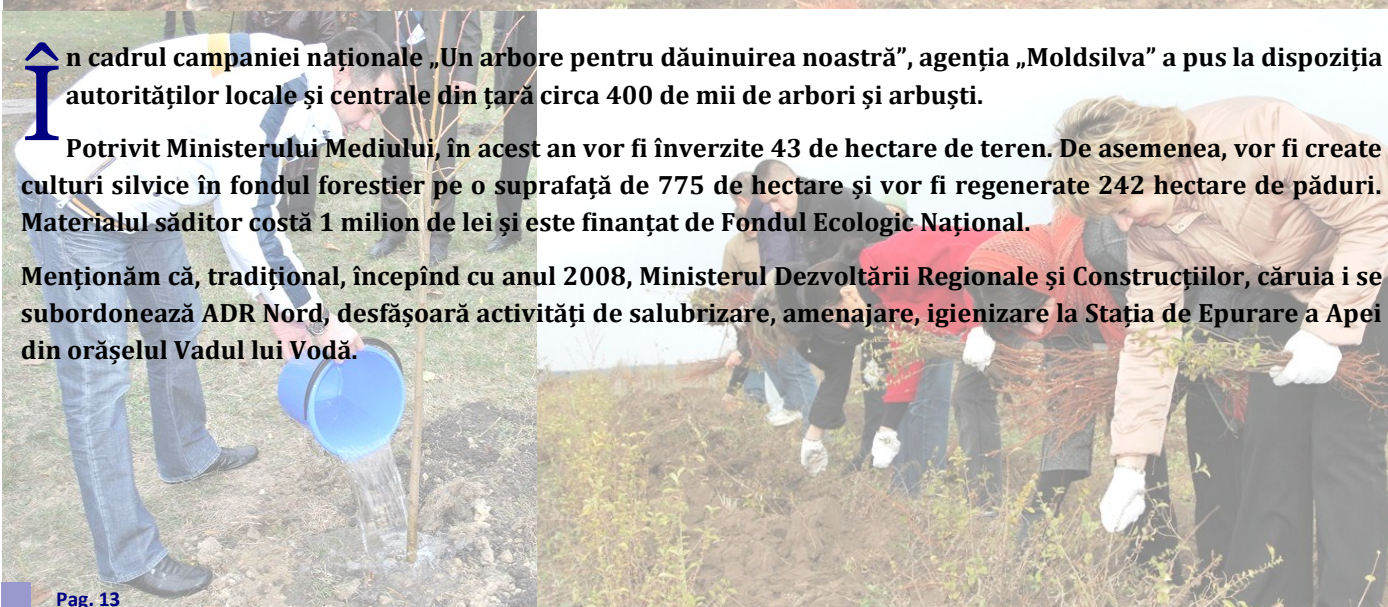 În cadrul campaniei naționale „Un arbore pentru dăuinuirea noastră”, agenția „Moldsilva” a pus la dispoziția
autorităților locale și centrale din țară circa 400 de mii de arbori și arbuști.
Potrivit Ministerului Mediului, în acest an vor fi înverzite 43 de hectare de teren. De asemenea, vor fi create
culturi silvice în fondul forestier pe o suprafață de 775 de hectare și vor fi regenerate 242 hectare de păduri.
Materialul săditor costă 1 milion de lei și este finanțat de Fondul Ecologic Național.
Menționăm că, tradițional, începînd cu anul 2008, Ministerul Dezvoltării Regionale și Construcțiilor, căruia i se
subordonează ADR Nord, desfășoară activități de salubrizare, amenajare, igienizare la Stația de Epurare a Apei
din orășelul Vadul lui Vodă.
Pag. 13